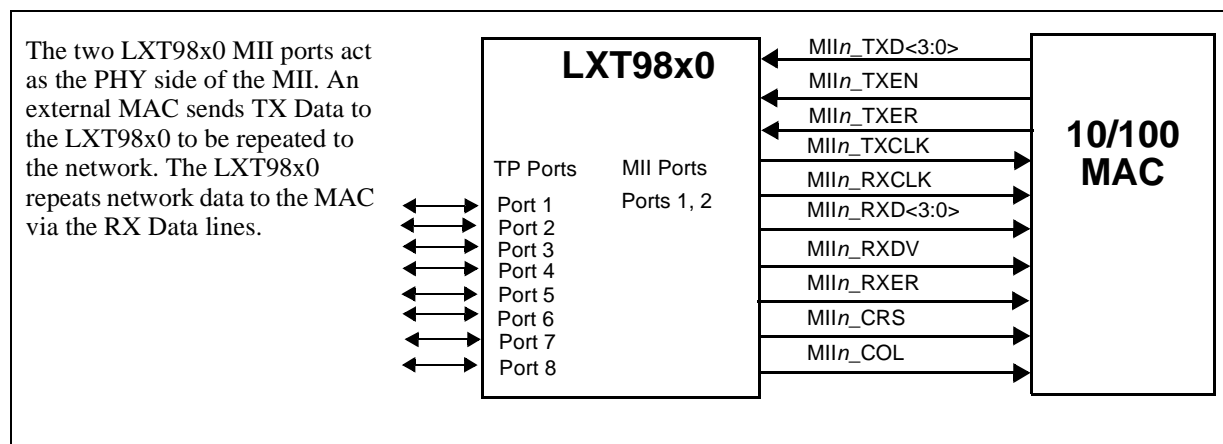 The two LXT98x0 MII ports act
as the PHY side of the MII. An
external MAC sends TX Data to
the LXT98x0 to be repeated to
the network. The LXT98x0
repeats network data to the MAC
via the RX Data lines.
LXT98x0
TP Ports
MII Ports
Ports 1, 2
Port 1
Port 2
Port 3
Port 4
Port 5
Port 6
Port 7
Port 8
MIIn_TXD<3:0>
MIIn_TXEN
MIIn_TXER
MIIn_TXCLK
MIIn_RXCLK
MIIn_RXD<3:0>
MIIn_RXDV
MIIn_RXER
MIIn_CRS
MIIn_COL
10/100
MAC